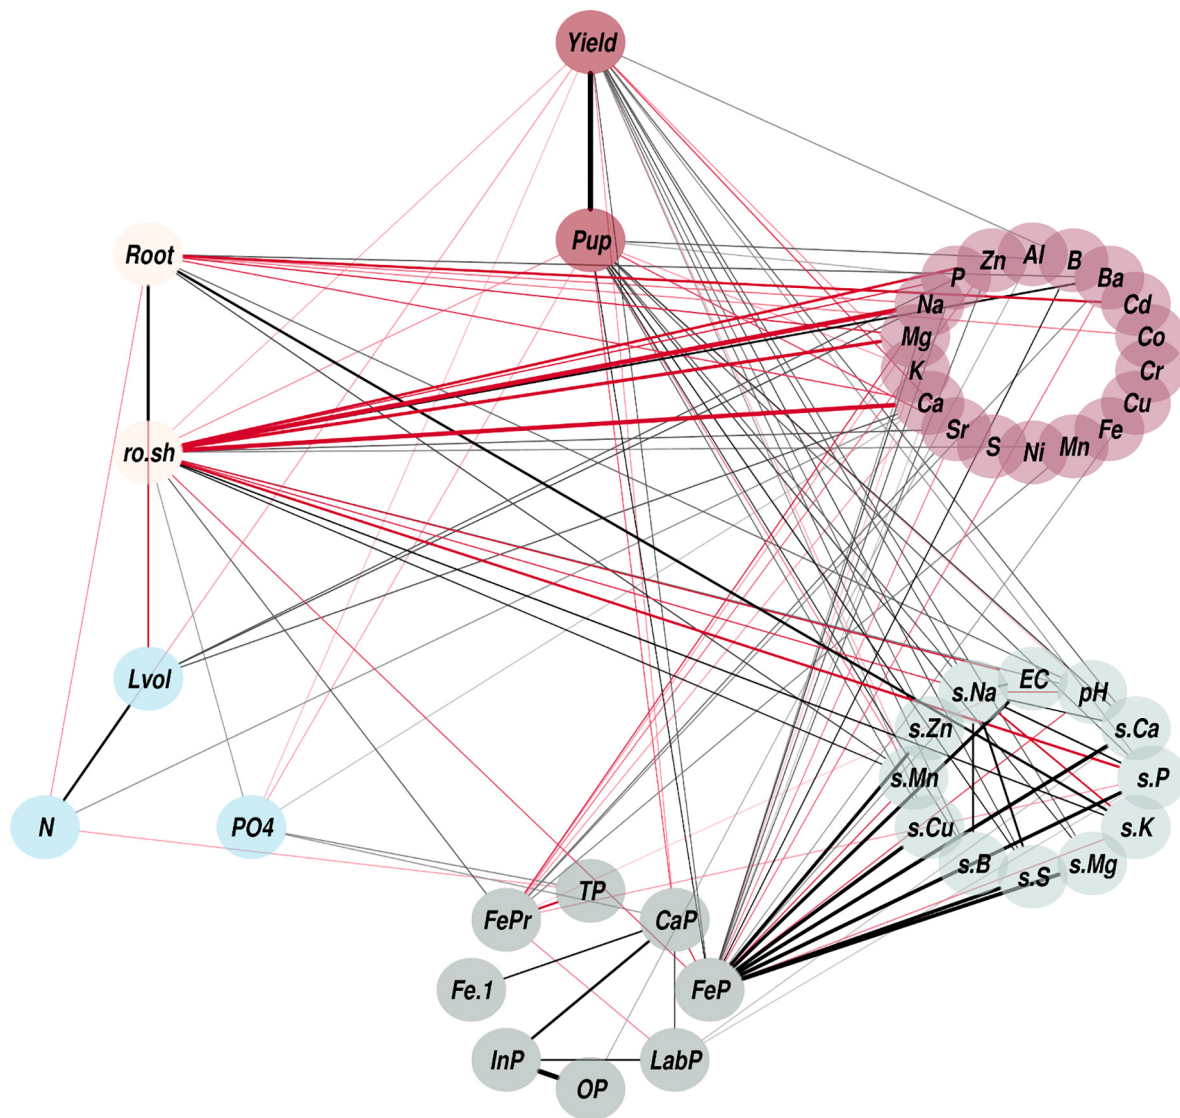 Yield
Pup
Root
ro.sh
Lvol
N
PO4
Al
B
Ba
Cd
Co
Cr
Cu
Fe
Mn
Ni
S
Sr
Ca
K
Mg
Na
P
Zn
EC
pH
s.Ca
s.P
s.K
s.Mg
s.S
s.B
s.Cu
s.Mn
s.Zn
s.Na
TP
CaP
FeP
LabP
OP
InP
Fe.1
FePr